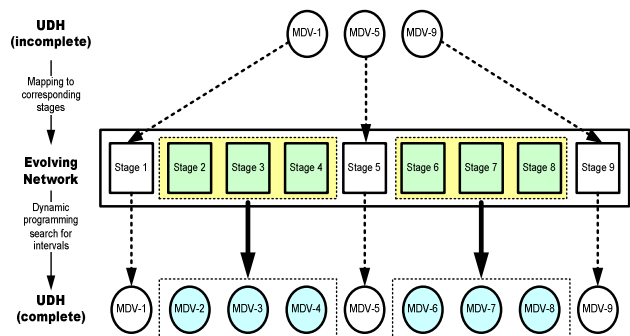 UDH
(incomplete)
MDV-1
MDV-5
MDV-9
Mapping to
corresponding
stages
Evolving
Network
Stage 1
Stage 2
Stage 3
Stage 4
Stage 5
Stage 6
Stage 7
Stage 8
Stage 9
Dynamic
programming
search for
intervals
UDH
(complete)
MDV-1
MDV-2
MDV-3
MDV-4
MDV-5
MDV-6
MDV-7
MDV-8
MDV-9